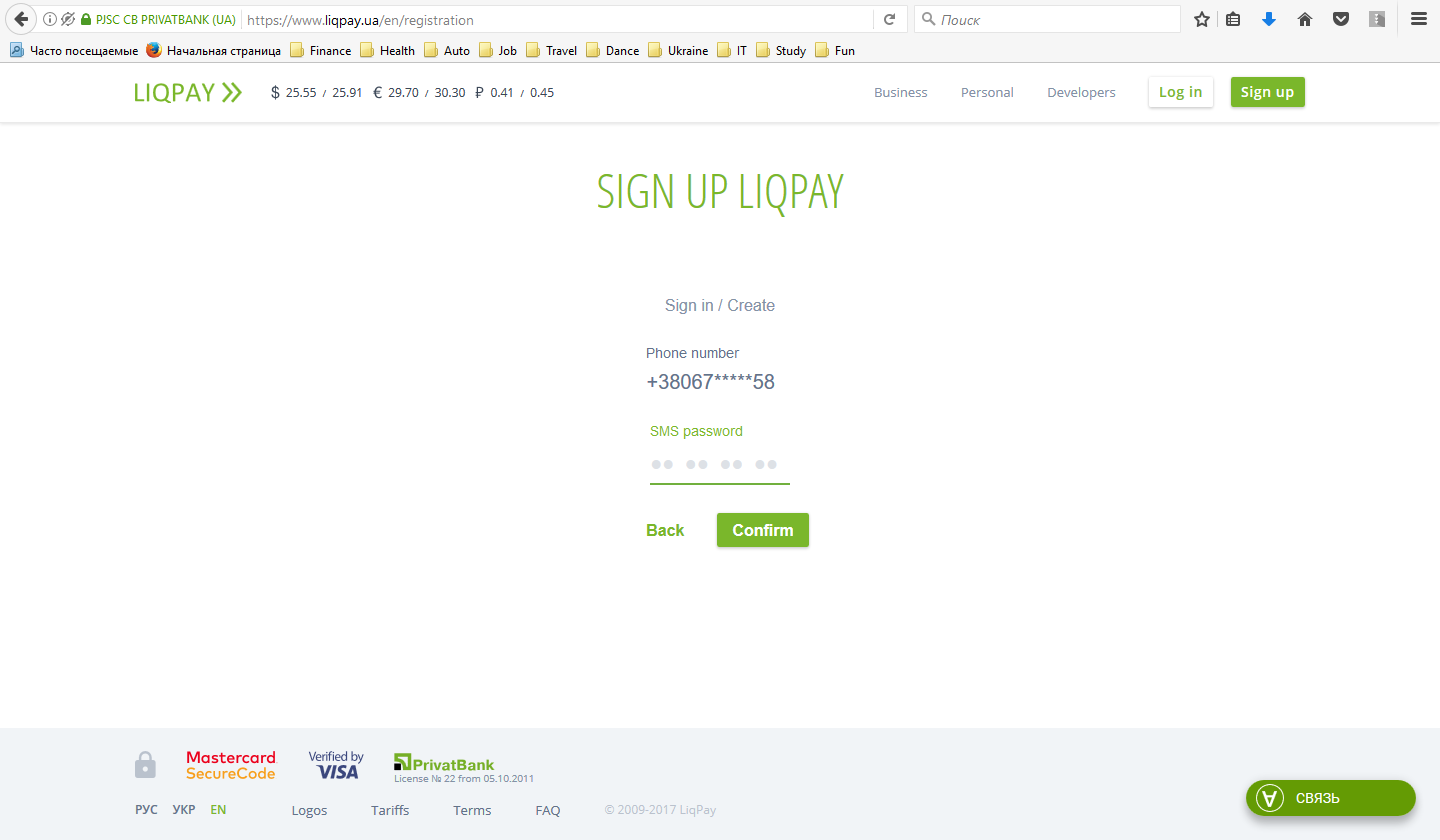 PJSC CB PRIVATBANK (UA) https://www.liqpay.ua/en/registration Поиск
Часто посещаемые Начальная страница Finance Health Auto Job Travel Dance Ukraine IT Study Fun
LIQPAY $ 25.55 / 25.91 € 29.70 / 30.30 ₽ 0.41 / 0.45 Business Personal Developers Log in Sign up
SIGN UP LIQPAY
Sign in / Create
Phone number
+38067*****58
SMS password
Back Confirm
Mastercard SecureCode
Verified by VISA
PrivatBank
License № 22 from 05.10.2011
РУС УКР EN Logos Tariffs Terms FAQ © 2009-2017 LiqPay
СВЯЗЬ